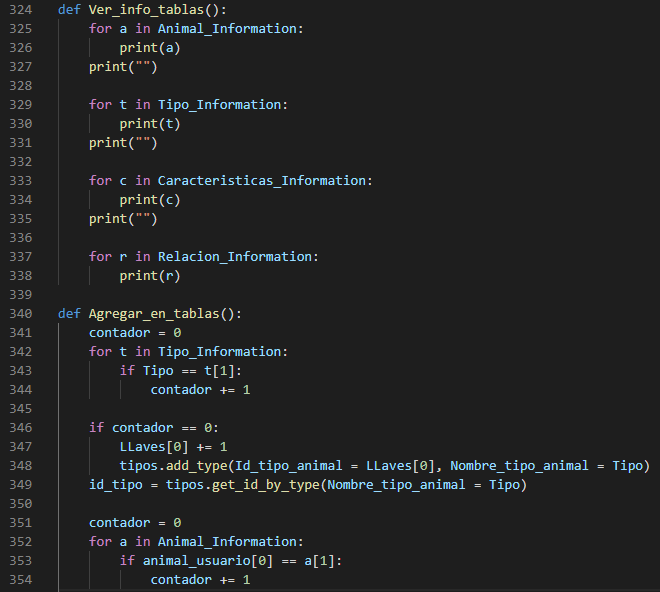 324 def Ver_info_tablas():
325     for a in Animal_Information:
326         print(a)
327     print("")
328
329     for t in Tipo_Information:
330         print(t)
331     print("")
332
333     for c in Caracteristicas_Information:
334         print(c)
335     print("")
336
337     for r in Relacion_Information:
338         print(r)
339
340 def Agregar_en_tablas():
341     contador = 0
342     for t in Tipo_Information:
343         if Tipo == t[1]:
344             contador += 1
345
346     if contador == 0:
347         LLaves[0] += 1
348         tipos.add_type(Id_tipo_animal = LLaves[0], Nombre_tipo_animal = Tipo)
349     id_tipo = tipos.get_id_by_type(Nombre_tipo_animal = Tipo)
350
351     contador = 0
352     for a in Animal_Information:
353         if animal_usuario[0] == a[1]:
354             contador += 1